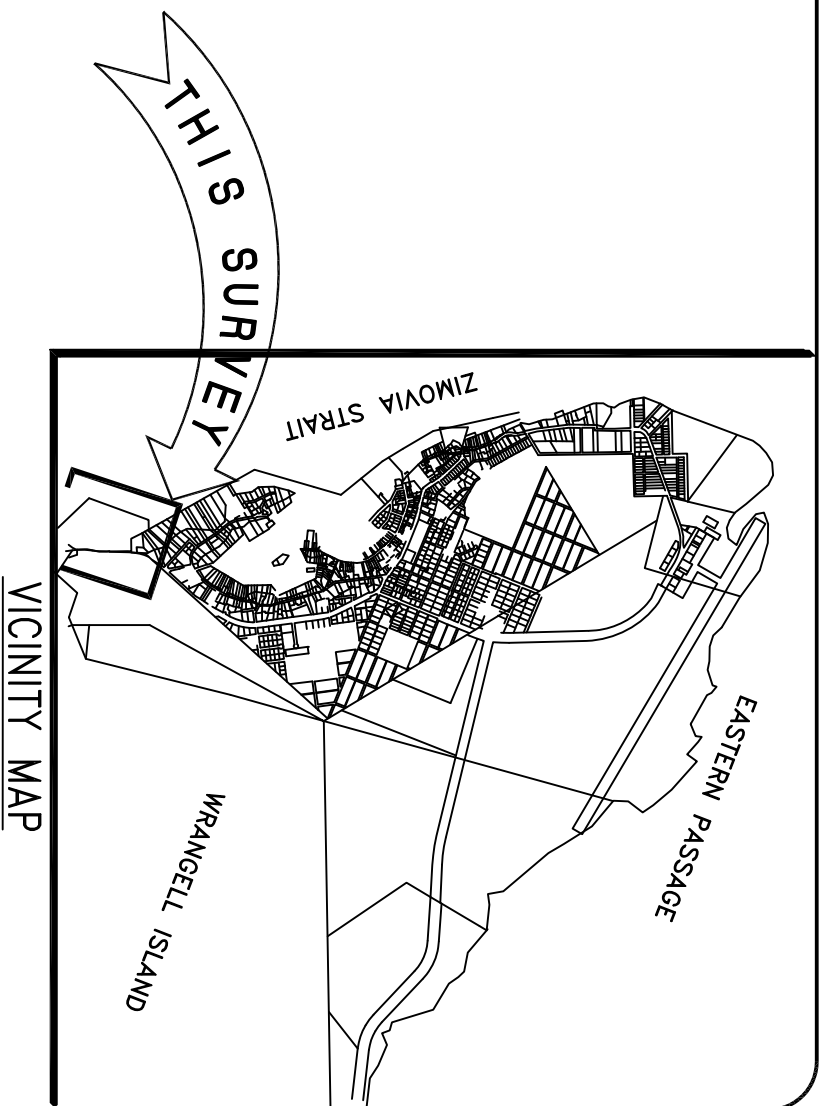 THIS SURVEY
ZIMOVIA STRAIT
EASTERN PASSAGE
WRANGELL ISLAND
VICINITY MAP